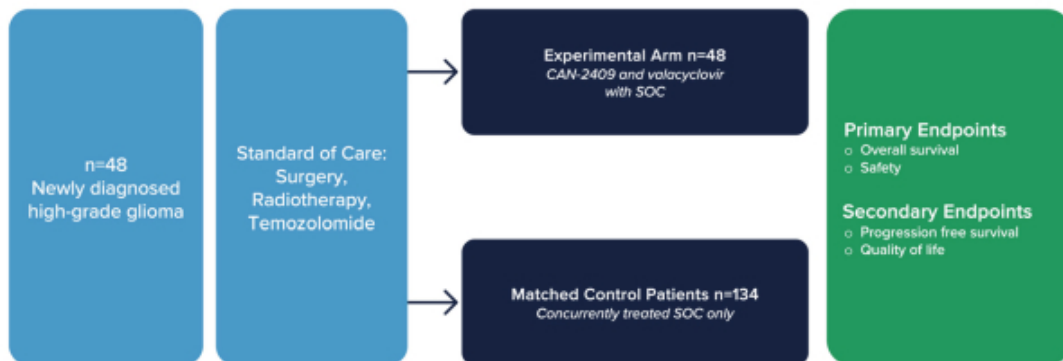 n=48
Newly diagnosed
high-grade glioma
Standard of Care:
Surgery,
Radiotherapy,
Temozolomide
Experimental Arm n=48
CAN-2409 and valacyclovir
with SOC
Matched Control Patients n=134
Concurrently treated SOC only
Primary Endpoints
○ Overall survival
○ Safety
Secondary Endpoints
○ Progression free survival
○ Quality of life